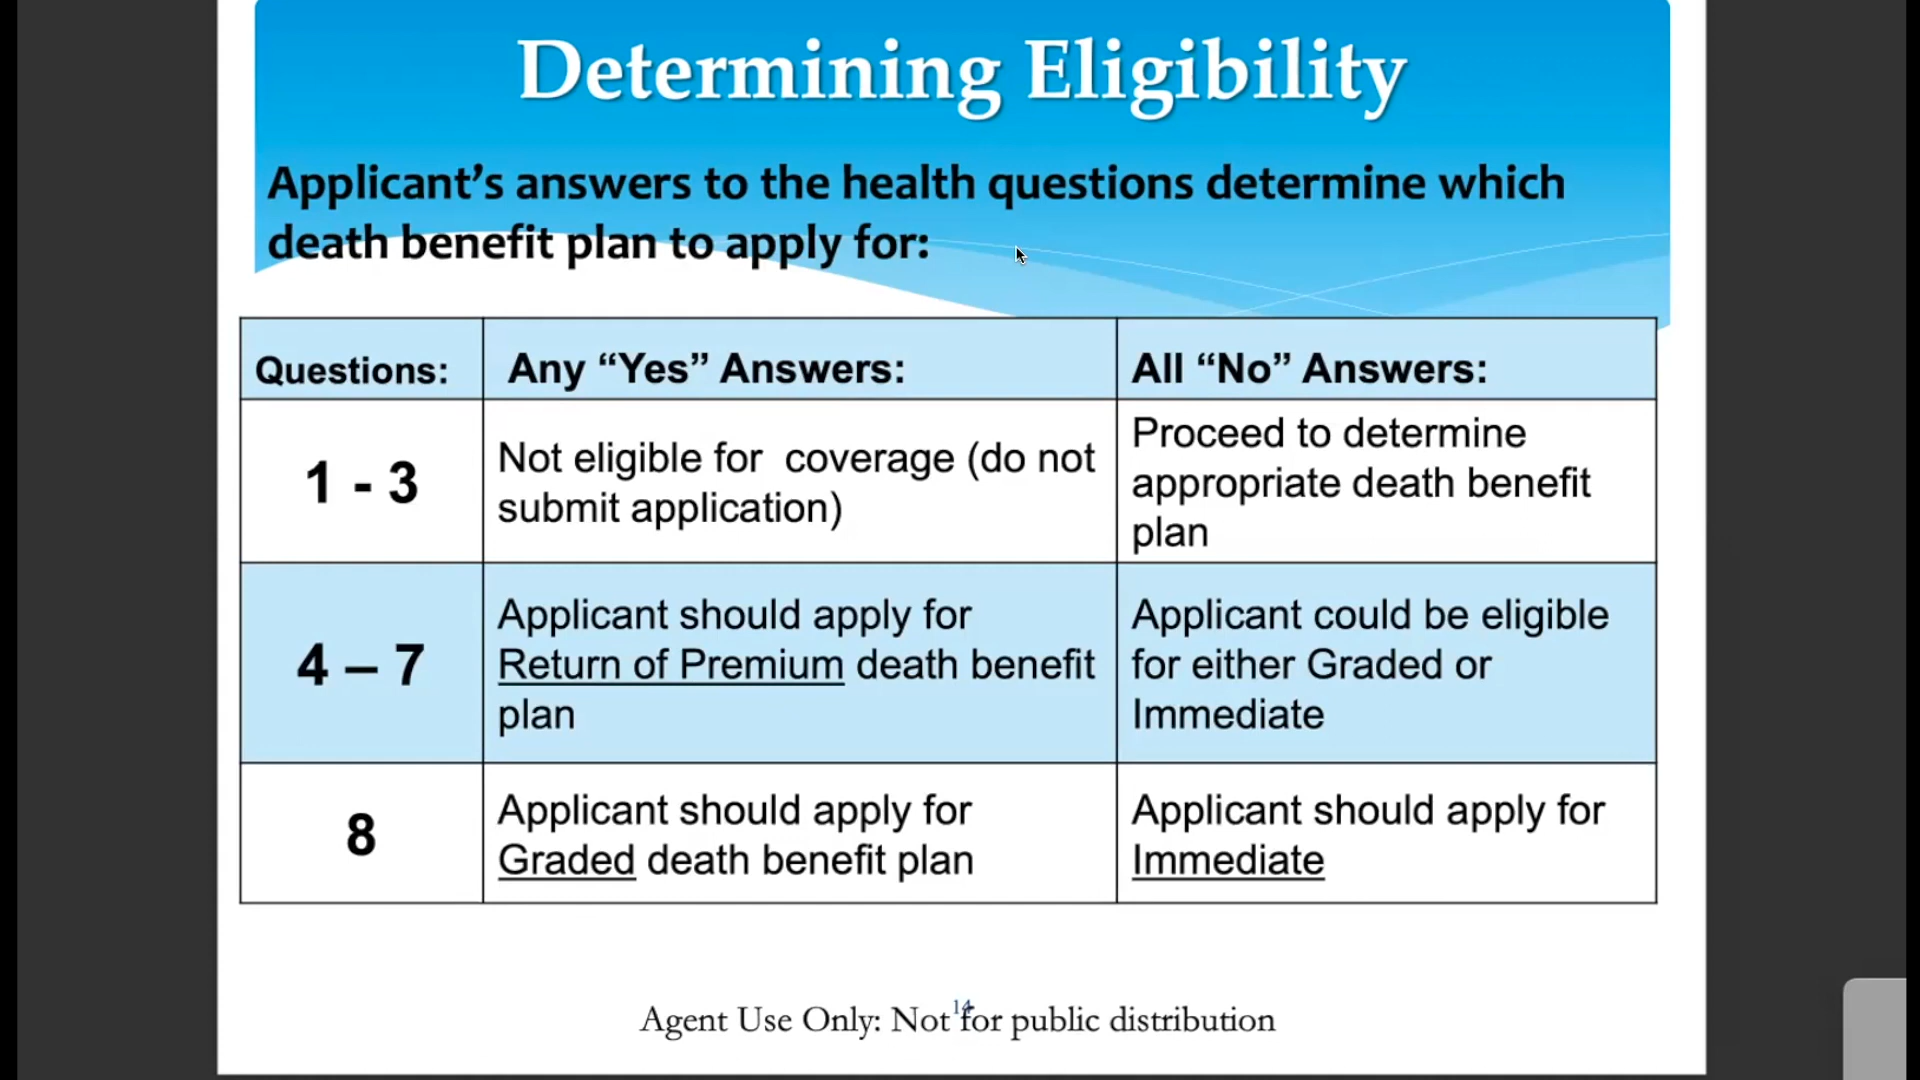 Determining Eligibility
Applicant’s answers to the health questions determine which
death benefit plan to apply for:
Questions:
Any “Yes” Answers:
All “No” Answers:
1 - 3
Not eligible for coverage (do not
submit application)
Proceed to determine
appropriate death benefit
plan
4 – 7
Applicant should apply for
Return of Premium death benefit
plan
Applicant could be eligible
for either Graded or
Immediate
8
Applicant should apply for
Graded death benefit plan
Applicant should apply for
Immediate
14
Agent Use Only: Not for public distribution